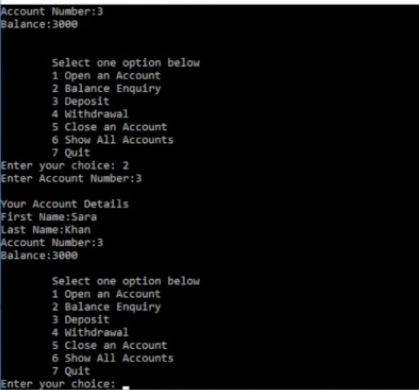 Account Number:3
Balance:3000
Select one option below
1 Open an Account
2 Balance Enquiry
3 Deposit
4 Withdrawal
5 Close an Account
6 Show All Accounts
7 Quit
Enter your choice: 2
Enter Account Number:3
Your Account Details
First Name:Sara
Last Name:Khan
Account Number:3
Balance:3000
Select one option below
1 Open an Account
2 Balance Enquiry
3 Deposit
4 Withdrawal
5 Close an Account
6 Show All Accounts
7 Quit
Enter your choice: